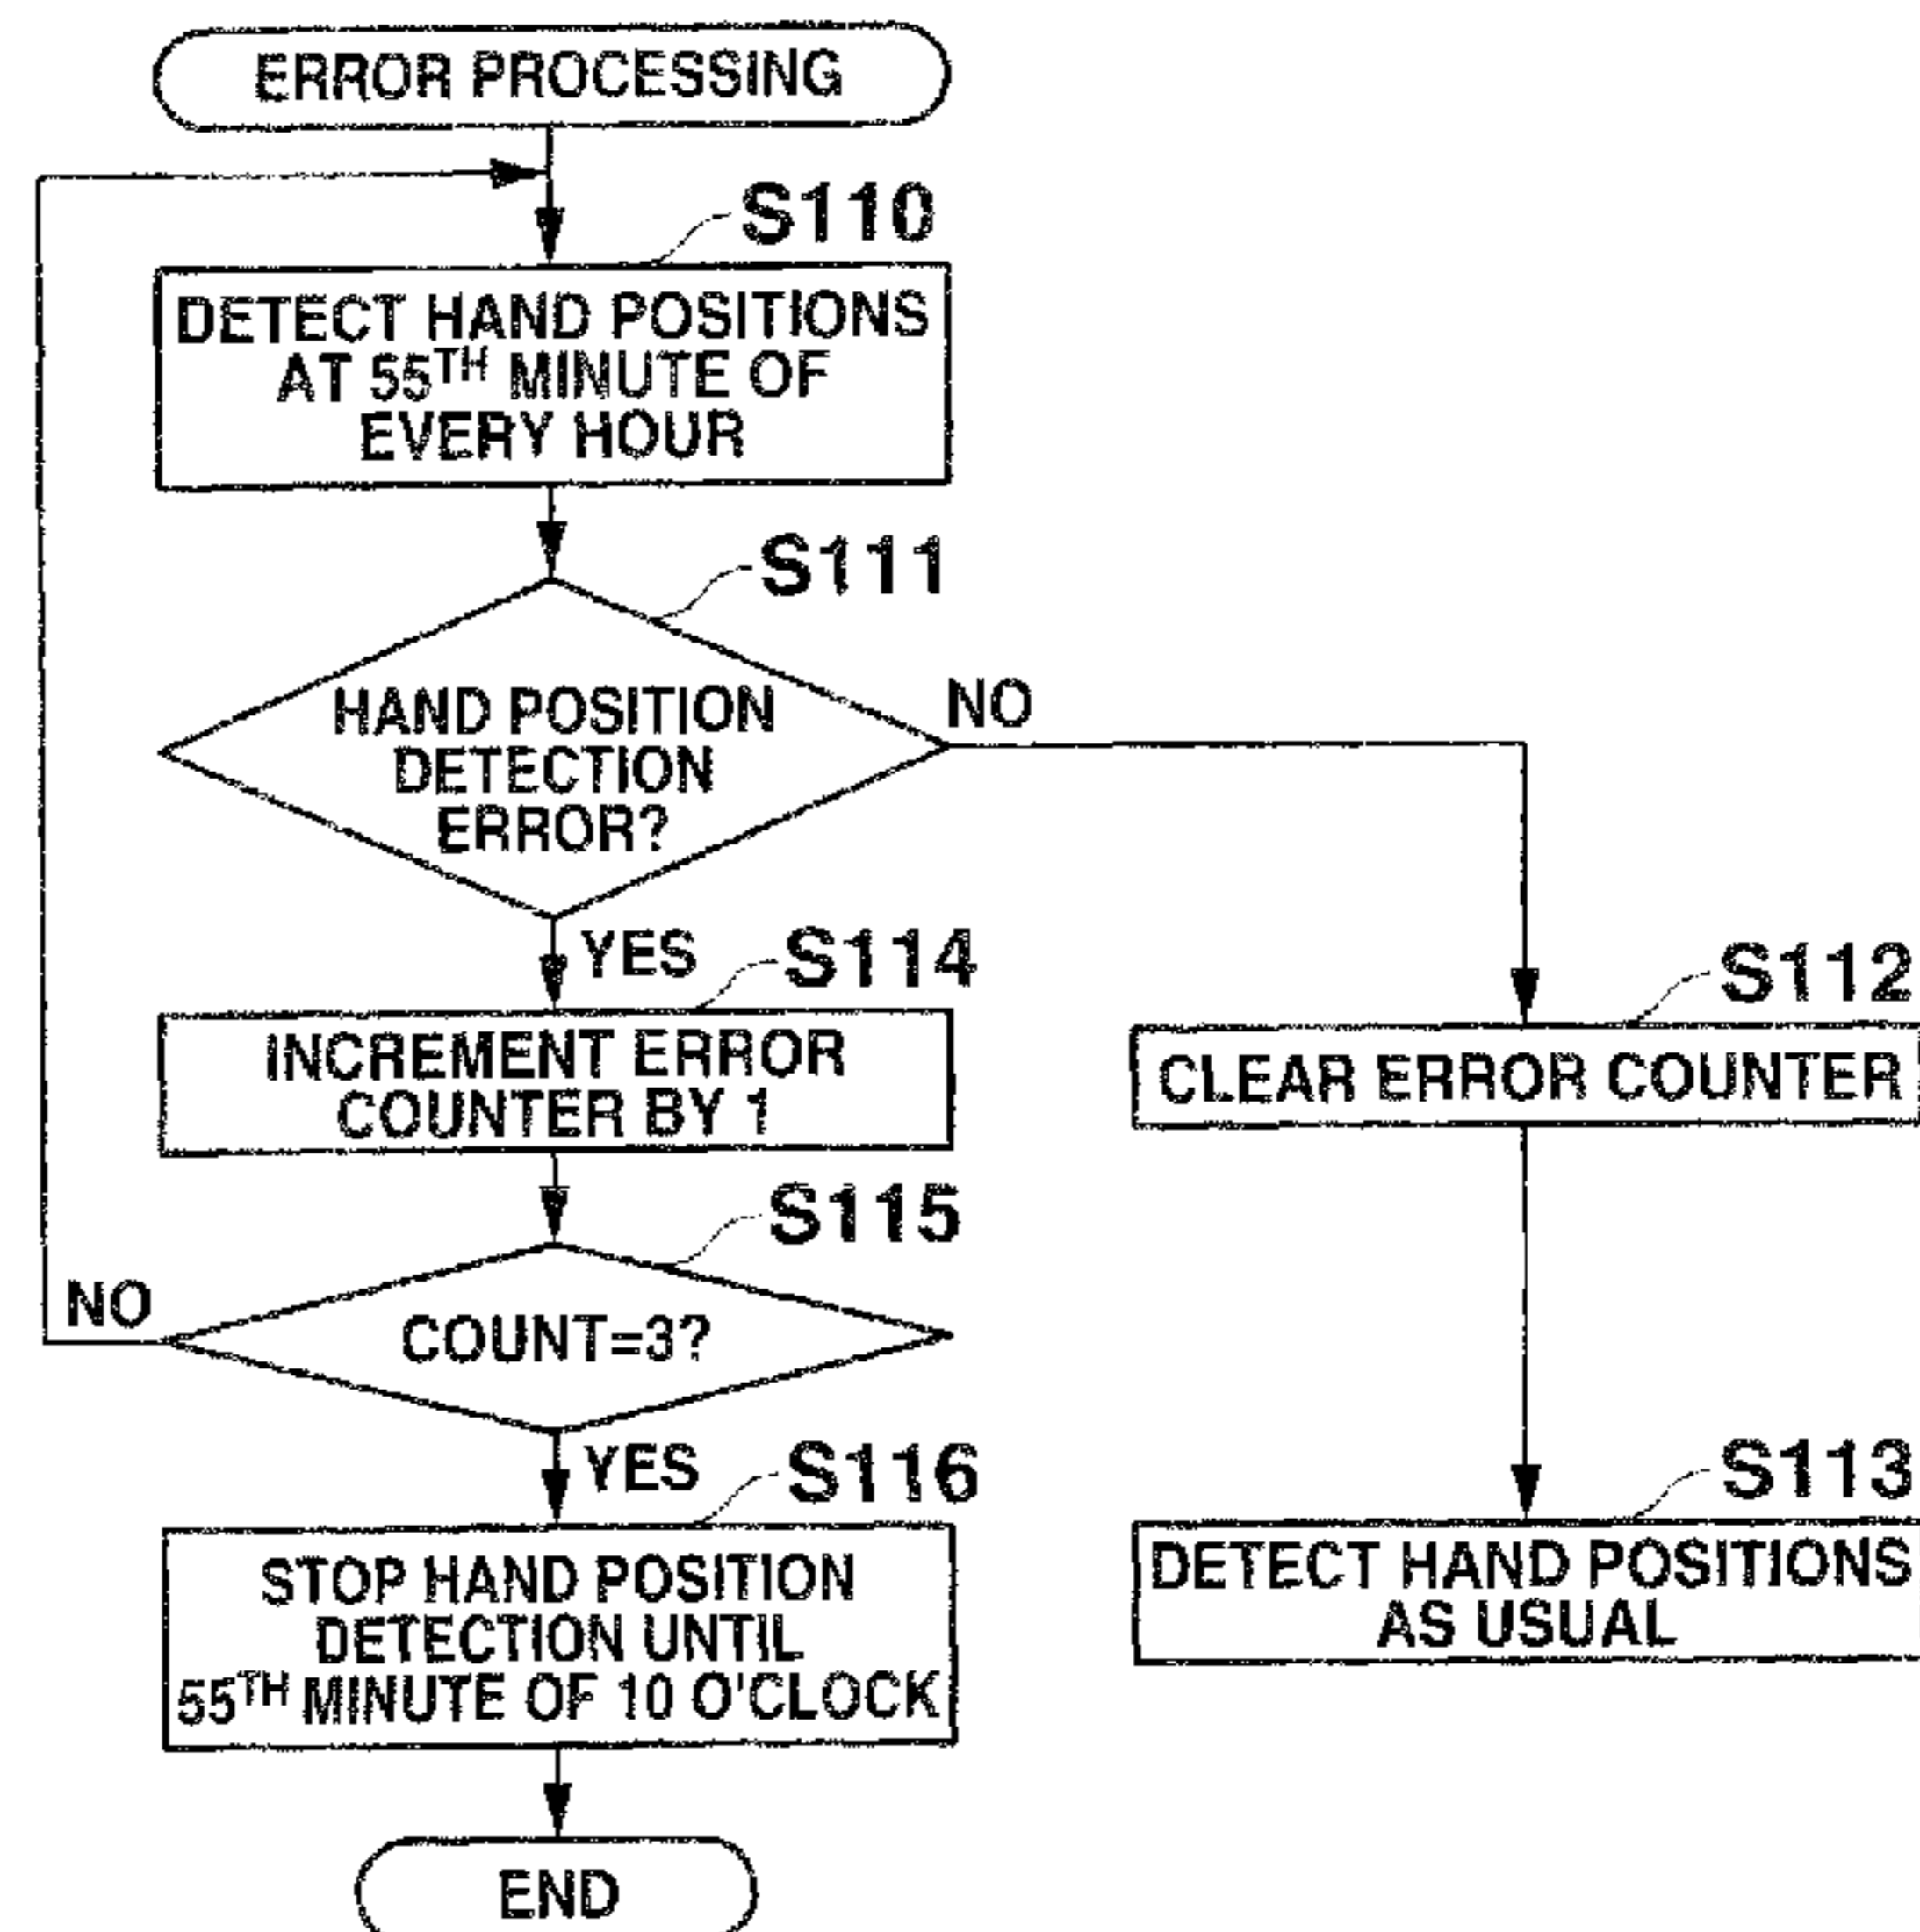 ERROR PROCESSING
S110
DETECT HAND POSITIONS
AT 55TH MINUTE OF
EVERY HOUR
S111
HAND POSITION
DETECTION
ERROR?
NO
YES
S114
INCREMENT ERROR
COUNTER BY 1
S112
CLEAR ERROR COUNTER
S115
COUNT=3?
NO
YES
S116
STOP HAND POSITION
DETECTION UNTIL
55TH MINUTE OF 10 O'CLOCK
S113
DETECT HAND POSITIONS
AS USUAL
END